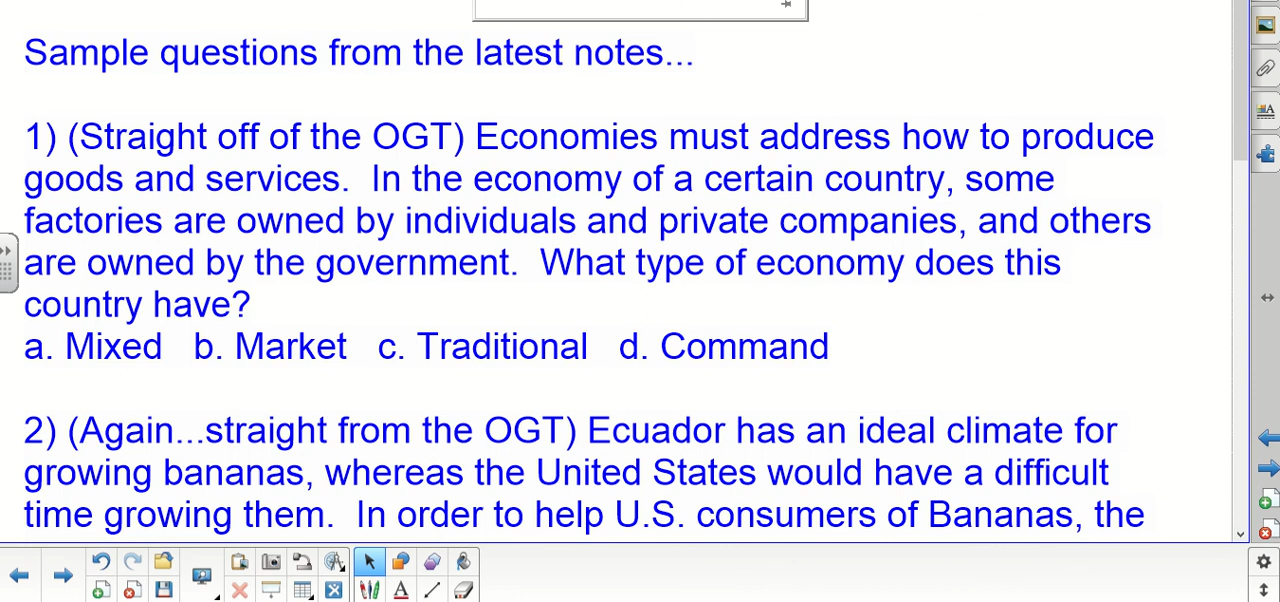 Sample questions from the latest notes...
1) (Straight off of the OGT) Economies must address how to produce
goods and services.  In the economy of a certain country, some
factories are owned by individuals and private companies, and others
are owned by the government.  What type of economy does this
country have?
a. Mixed   b. Market   c. Traditional   d. Command
2) (Again...straight from the OGT) Ecuador has an ideal climate for
growing bananas, whereas the United States would have a difficult
time growing them.  In order to help U.S. consumers of Bananas, the